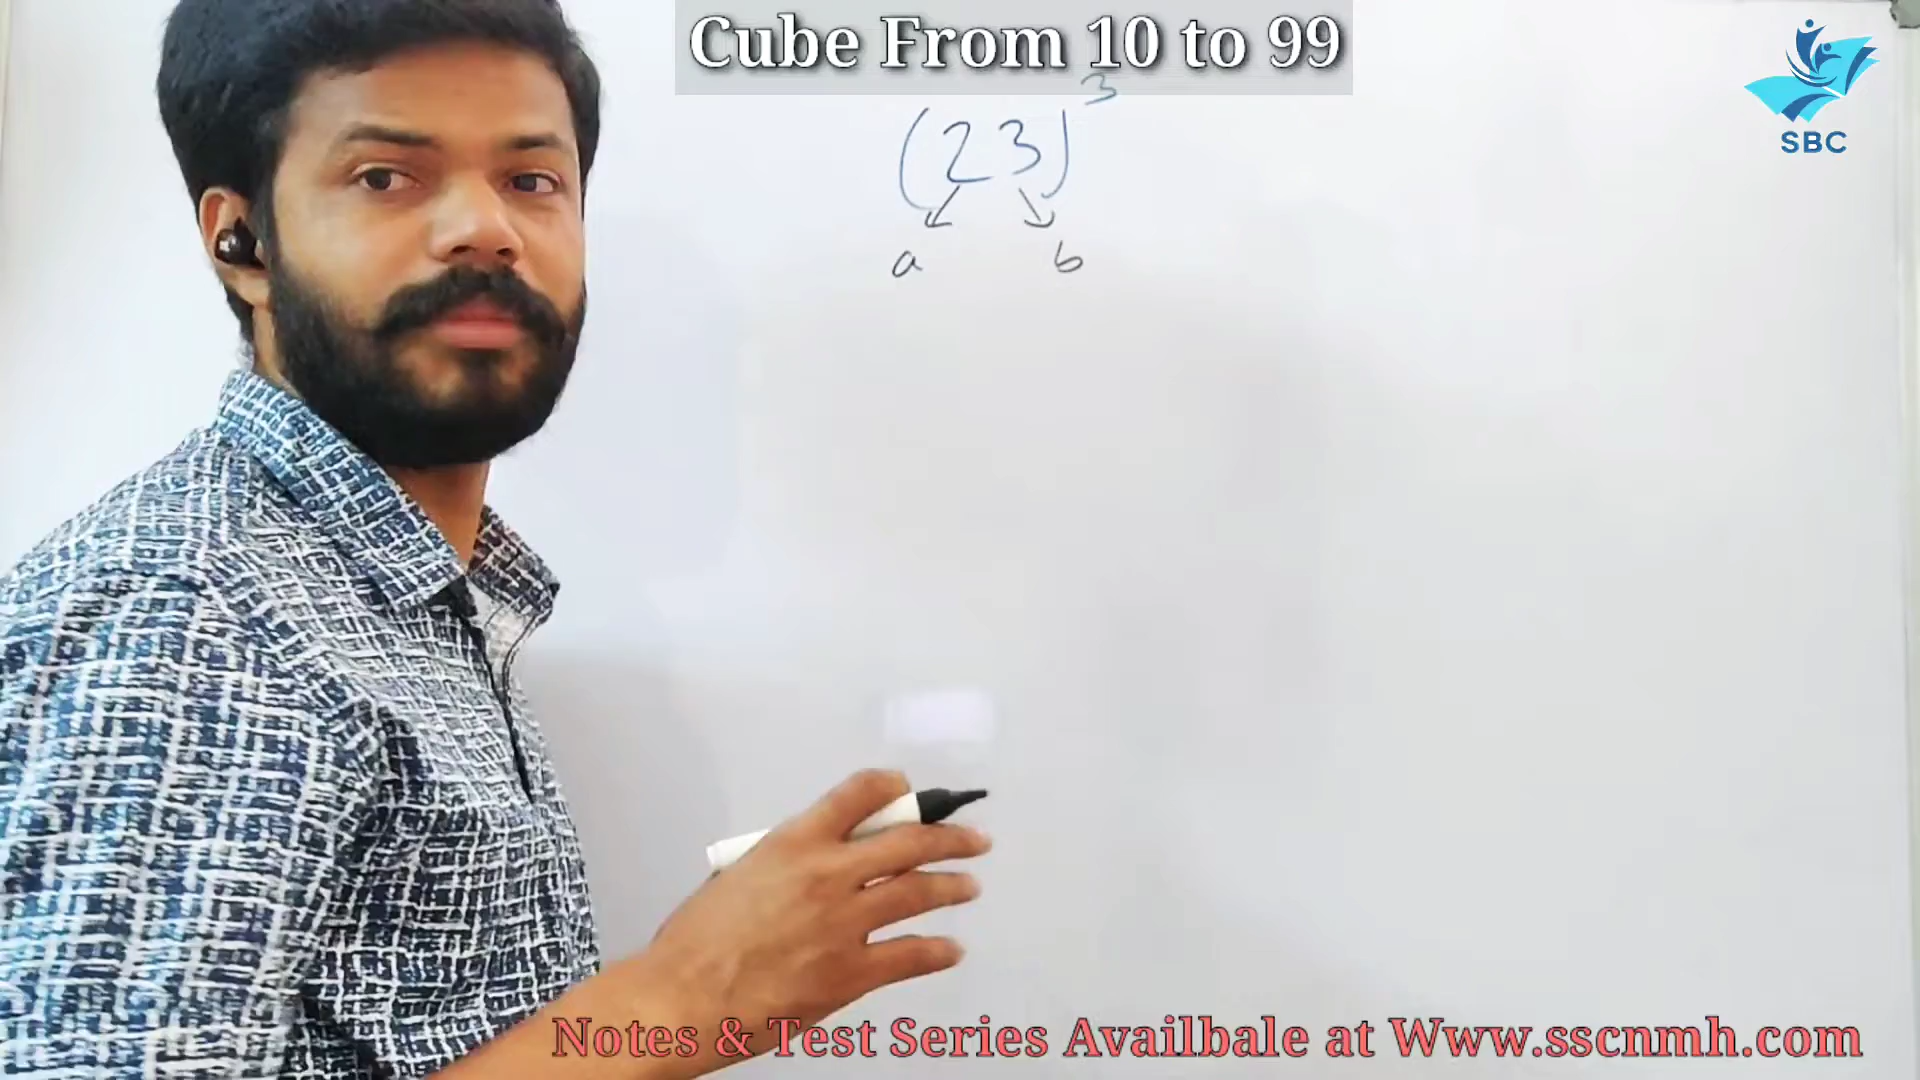 Cube From 10 to 99
SBC
(23)³
a b
Notes & Test Series Availbale at Www.sscnmh.com